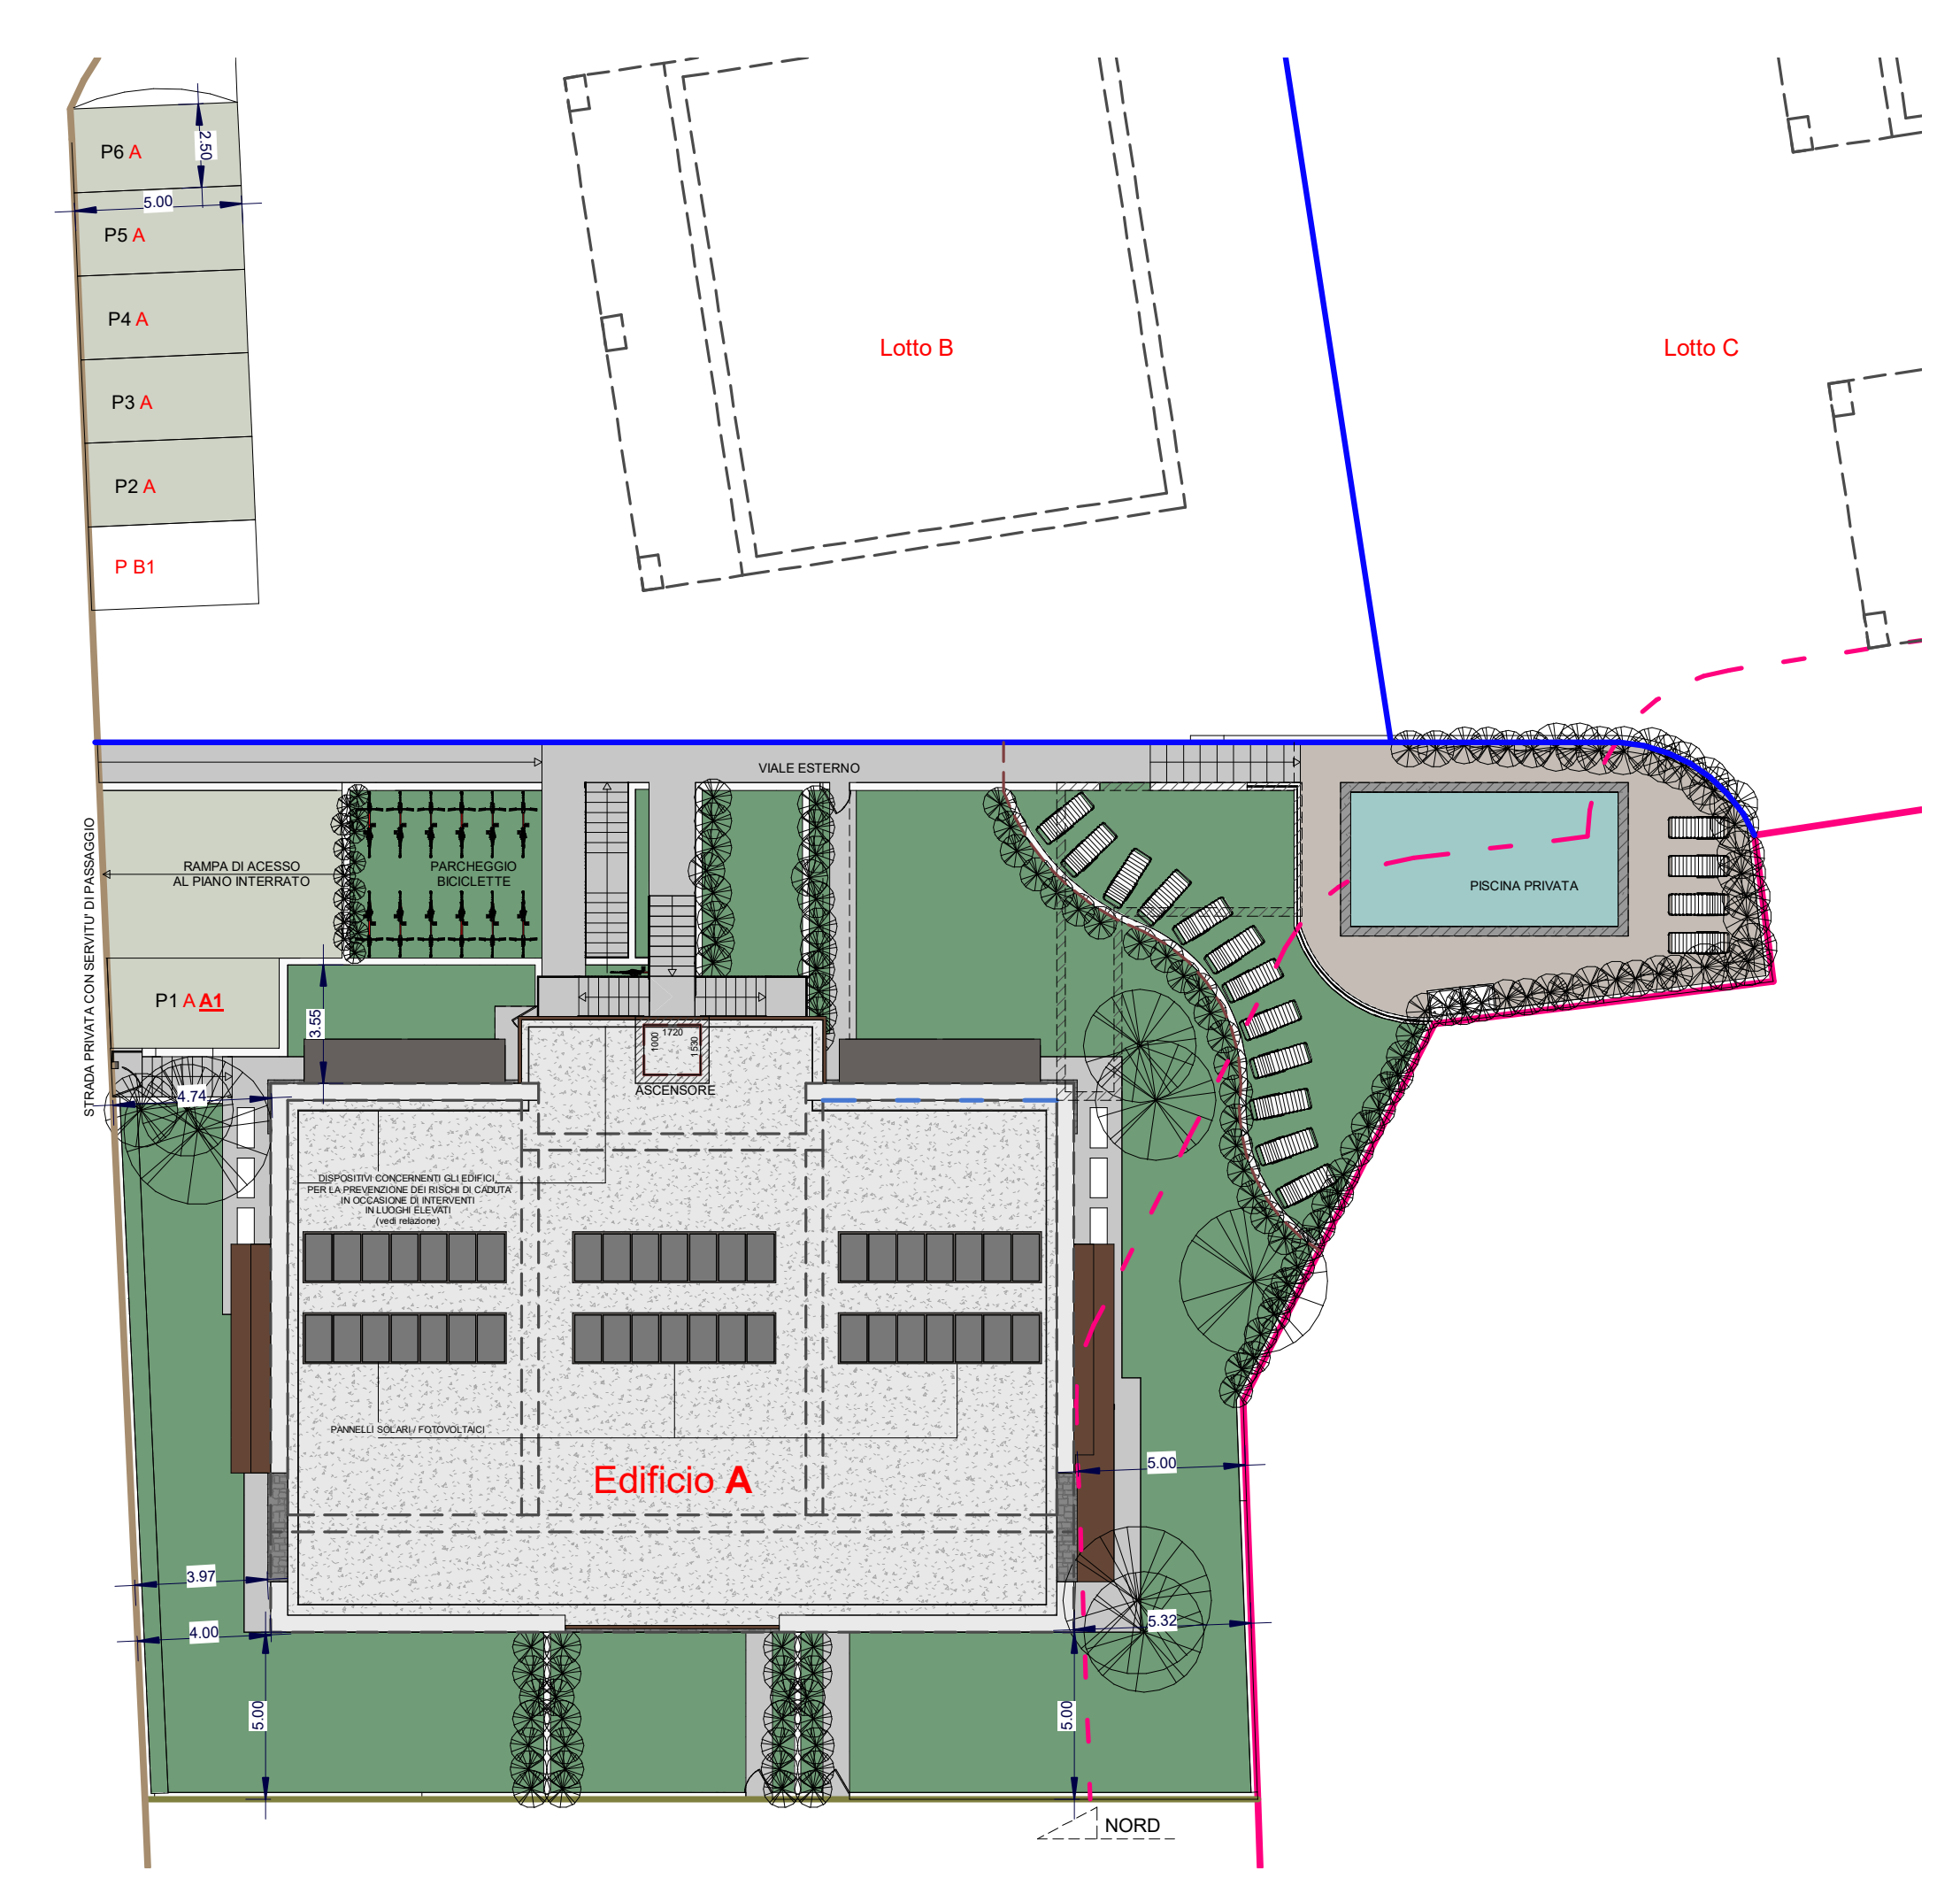 P6 A
2.50
5.00
P5 A
P4 A
P3 A
P2 A
P B1
Lotto B
Lotto C
VIALE ESTERNO
STRADA PRIVATA CON SERVITU' DI PASSAGGIO
RAMPA DI ACESSO
AL PIANO INTERRATO
PARCHEGGIO
BICICLETTE
PISCINA PRIVATA
P1 A A1
3.55
1720
1000
1530
ASCENSORE
4.74
DISPOSITIVI CONCERNENTI GLI EDIFICI,
PER LA PREVENZIONE DEI RISCHI DI CADUTA
IN OCCASIONE DI INTERVENTI
IN LUOGHI ELEVATI
(vedi relazione)
PANNELLI SOLARI / FOTOVOLTAICI
Edificio A
5.00
3.97
4.00
5.32
5.00
5.00
NORD